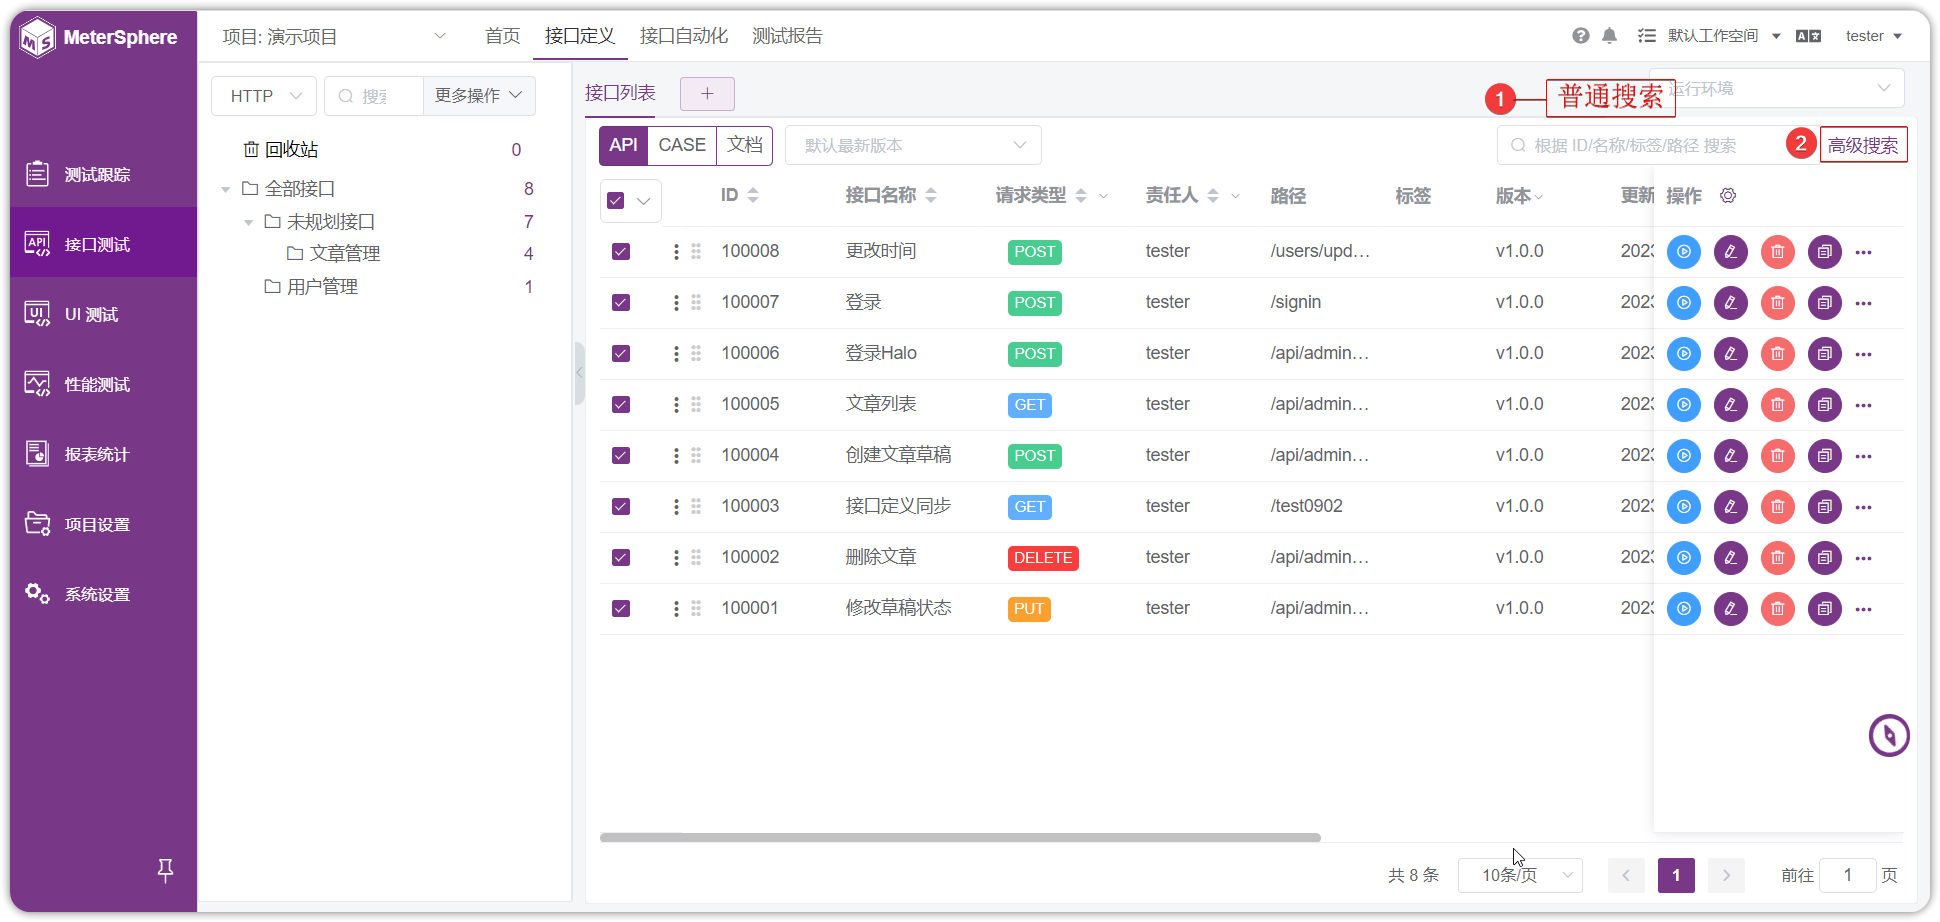 MeterSphere
项目: 演示项目
首页
接口定义
接口自动化
测试报告
默认工作空间
tester
测试跟踪
接口测试
UI 测试
性能测试
报表统计
项目设置
系统设置
HTTP
更多操作
回收站 0
全部接口 8
未规划接口 7
文章管理 4
用户管理 1
接口列表
+
1
普通搜索
运行环境
API
CASE
文档
默认最新版本
根据 ID/名称/标签/路径 搜索
2
高级搜索
ID 接口名称 请求类型 责任人 路径 标签 版本 更新 操作
100008 更改时间 POST tester /users/upd… v1.0.0 202
100007 登录 POST tester /signin v1.0.0 202
100006 登录Halo POST tester /api/admin… v1.0.0 202
100005 文章列表 GET tester /api/admin… v1.0.0 202
100004 创建文章草稿 POST tester /api/admin… v1.0.0 202
100003 接口定义同步 GET tester /test0902 v1.0.0 202
100002 删除文章 DELETE tester /api/admin… v1.0.0 202
100001 修改草稿状态 PUT tester /api/admin… v1.0.0 202
共 8 条
10条/页
1
前往 1 页